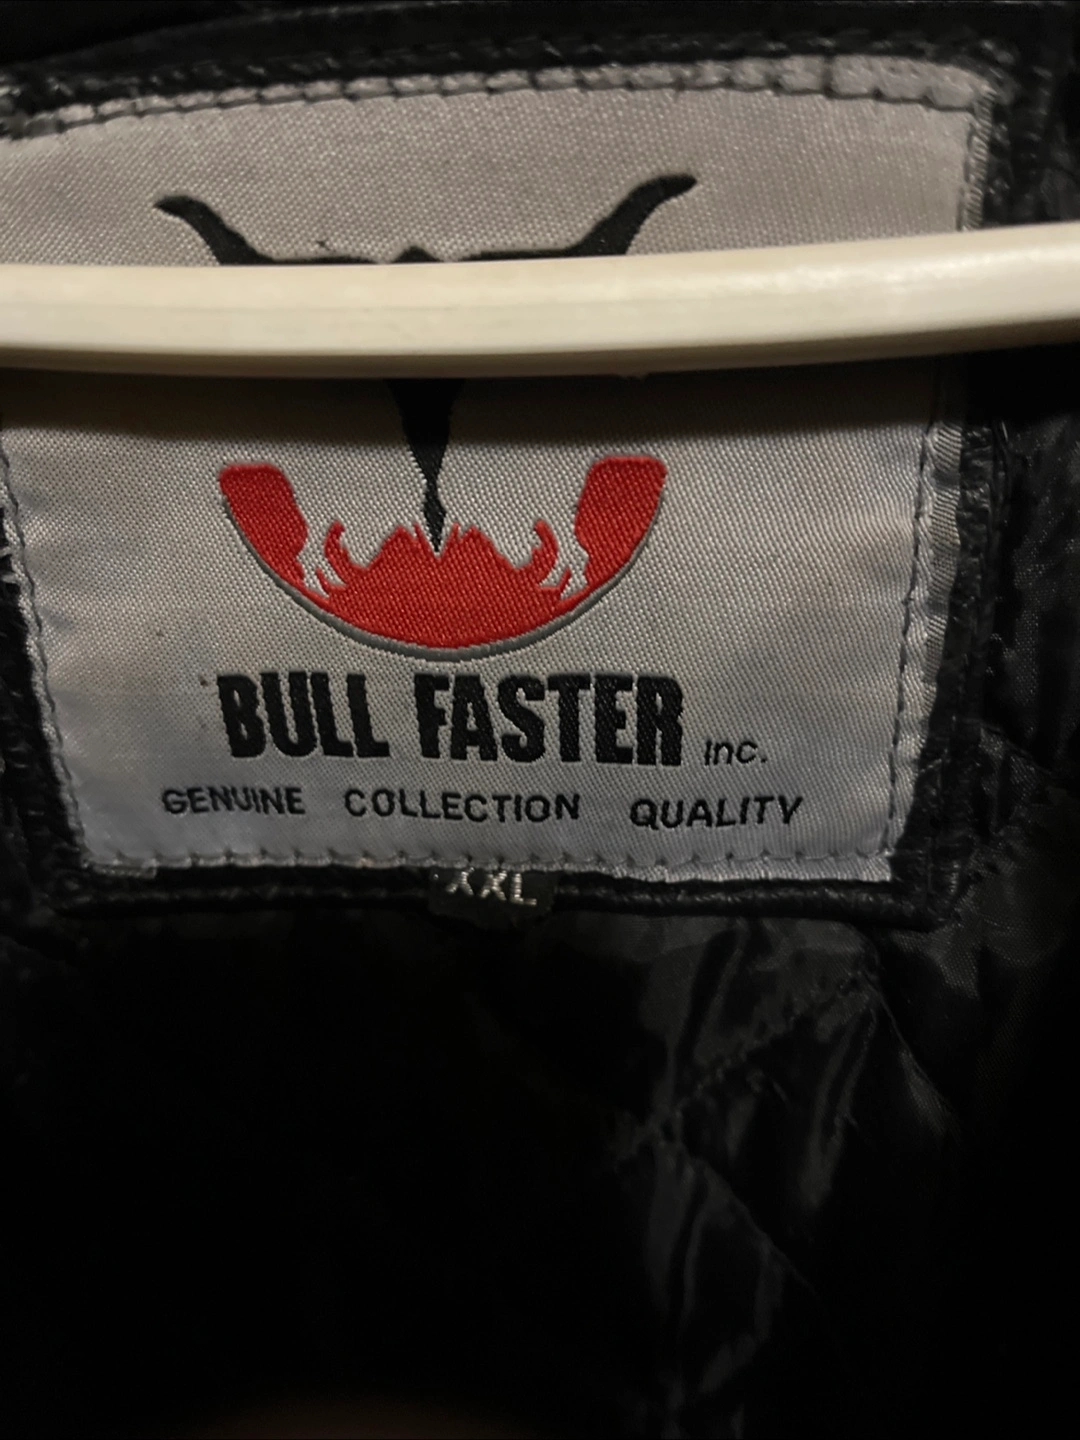 BULL FASTER inc.
GENUINE COLLECTION QUALITY
XXL